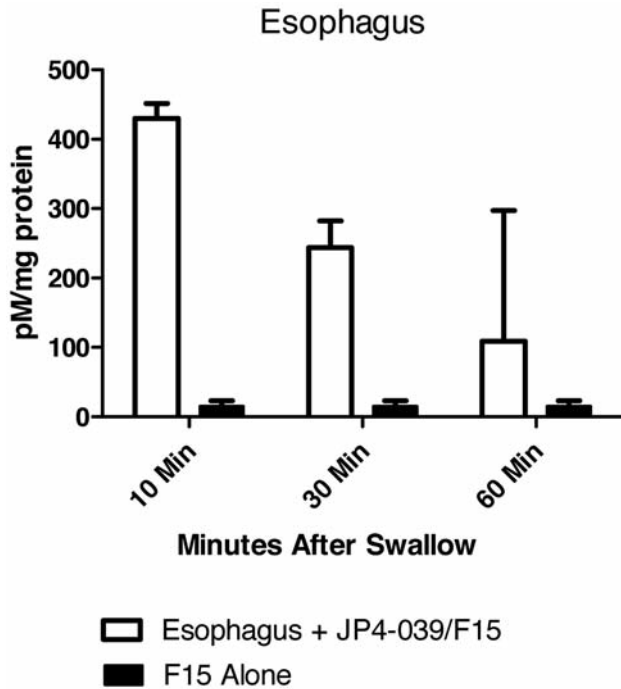 Esophagus
500
400
300
200
100
0
pM/mg protein
10 Min
30 Min
60 Min
Minutes After Swallow
Esophagus + JP4-039/F15
F15 Alone